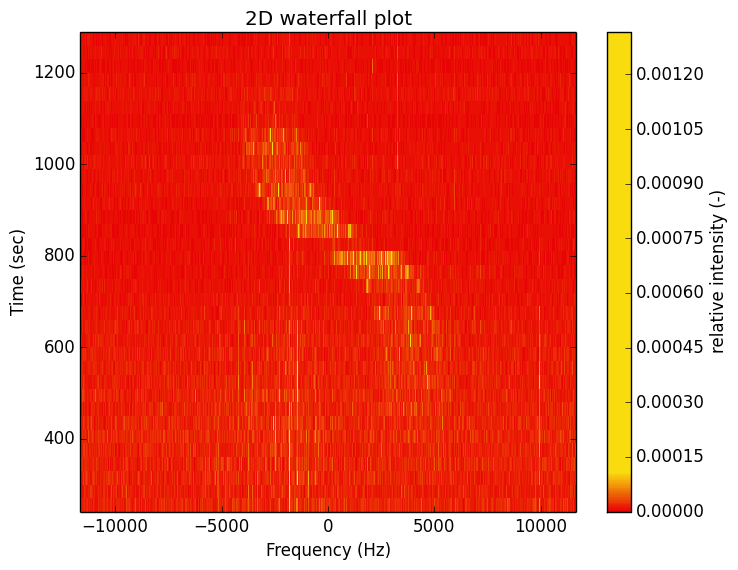 2D waterfall plot
1200
1000
800
600
400
Time (sec)
−10000 −5000 0 5000 10000
Frequency (Hz)
0.00120
0.00105
0.00090
0.00075
0.00060
0.00045
0.00030
0.00015
0.00000
relative intensity (-)